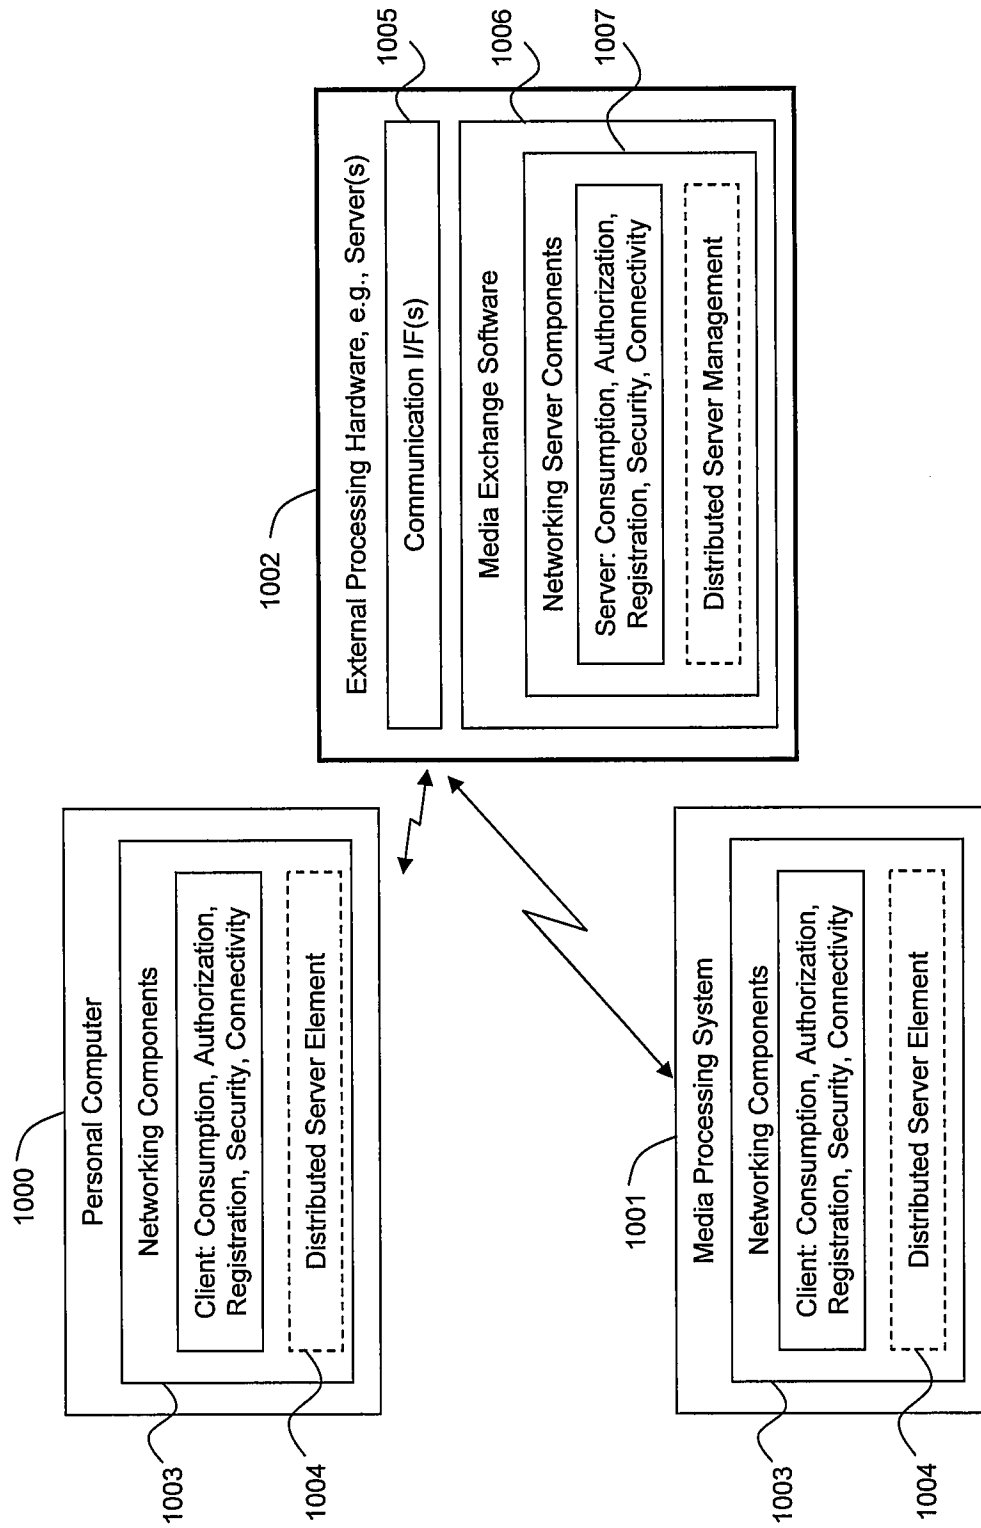 1000
Personal Computer
Networking Components
Client: Consumption, Authorization,
Registration, Security, Connectivity
Distributed Server Element
1003
1004
1002
External Processing Hardware, e.g., Server(s)
Communication I/F(s)
Media Exchange Software
Networking Server Components
Server: Consumption, Authorization,
Registration, Security, Connectivity
Distributed Server Management
1005
1006
1007
1001
Media Processing System
Networking Components
Client: Consumption, Authorization,
Registration, Security, Connectivity
Distributed Server Element
1003
1004